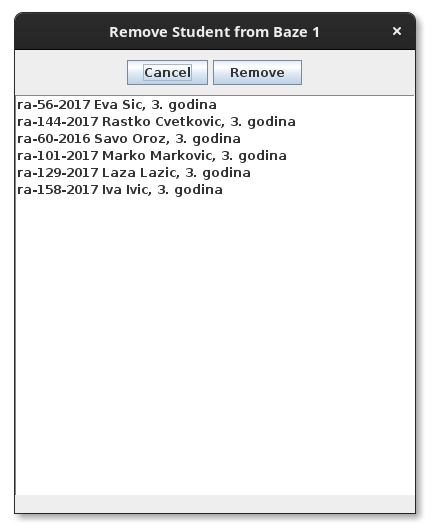 Remove Student from Baze 1
Cancel Remove
ra-56-2017 Eva Sic, 3. godina
ra-144-2017 Rastko Cvetkovic, 3. godina
ra-60-2016 Savo Oroz, 3. godina
ra-101-2017 Marko Markovic, 3. godina
ra-129-2017 Laza Lazic, 3. godina
ra-158-2017 Iva Ivic, 3. godina